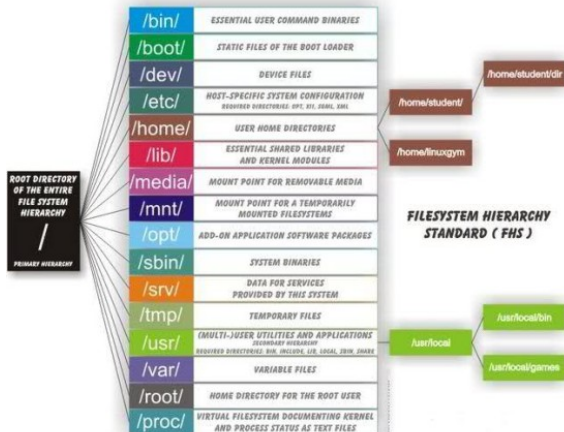 ROOT DIRECTORY
OF THE ENTIRE
FILE SYSTEM
HIERARCHY
/
PRIMARY HIERARCHY
/bin/
ESSENTIAL USER COMMAND BINARIES
/boot/
STATIC FILES OF THE BOOT LOADER
/dev/
DEVICE FILES
/etc/
HOST-SPECIFIC SYSTEM CONFIGURATION
REQUIRED DIRECTORIES: OPT, X11, SGML, XML
/home/
USER HOME DIRECTORIES
/home/student/
/home/student/dir
/home/linuxgym
/lib/
ESSENTIAL SHARED LIBRARIES
AND KERNEL MODULES
/media/
MOUNT POINT FOR REMOVABLE MEDIA
/mnt/
MOUNT POINT FOR A TEMPORARILY
MOUNTED FILESYSTEMS
/opt/
ADD-ON APPLICATION SOFTWARE PACKAGES
/sbin/
SYSTEM BINARIES
/srv/
DATA FOR SERVICES
PROVIDED BY THIS SYSTEM
/tmp/
TEMPORARY FILES
/usr/
(MULTI-)USER UTILITIES AND APPLICATIONS
SECONDARY HIERARCHY
REQUIRED DIRECTORIES: BIN, INCLUDE, LIB, LOCAL, SBIN, SHARE
/usr/local
/usr/local/bin
/usr/local/games
/var/
VARIABLE FILES
/root/
HOME DIRECTORY FOR THE ROOT USER
/proc/
VIRTUAL FILESYSTEM DOCUMENTING KERNEL
AND PROCESS STATUS AS TEXT FILES
FILESYSTEM HIERARCHY
STANDARD ( FHS )